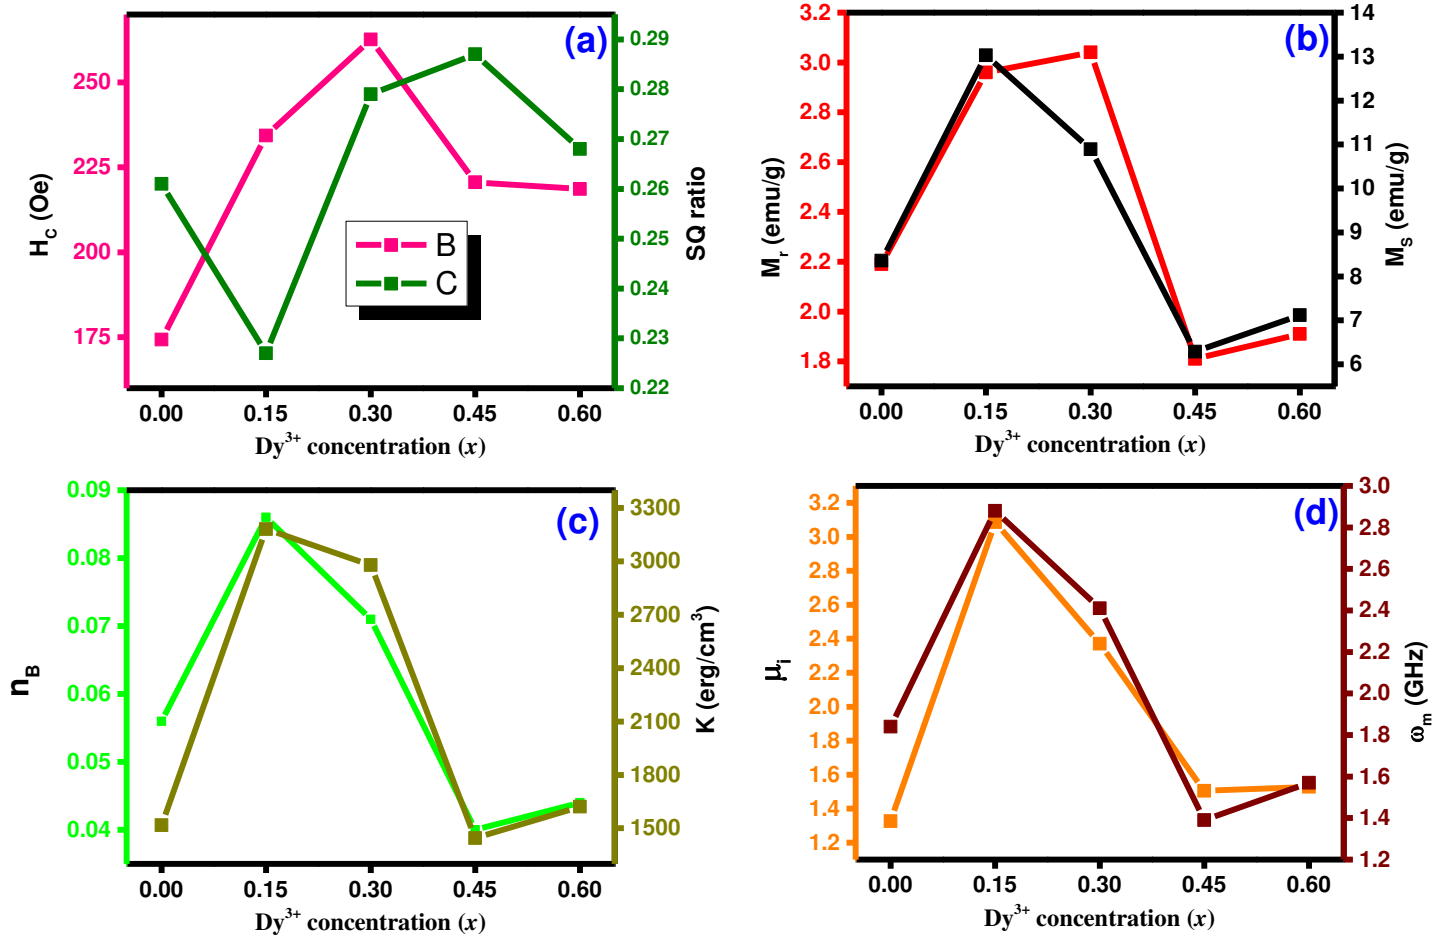 (a)
H_C (Oe)
250
225
200
175
0.29
0.28
0.27
0.26
0.25
0.24
0.23
0.22
SQ ratio
B
C
0.00 0.15 0.30 0.45 0.60
Dy³⁺ concentration (x)
(b)
M_r (emu/g)
3.2
3.0
2.8
2.6
2.4
2.2
2.0
1.8
14
13
12
11
10
9
8
7
6
M_S (emu/g)
0.00 0.15 0.30 0.45 0.60
Dy³⁺ concentration (x)
(c)
n_B
0.09
0.08
0.07
0.06
0.05
0.04
3300
3000
2700
2400
2100
1800
1500
K (erg/cm³)
0.00 0.15 0.30 0.45 0.60
Dy³⁺ concentration (x)
(d)
μ_i
3.2
3.0
2.8
2.6
2.4
2.2
2.0
1.8
1.6
1.4
1.2
3.0
2.8
2.6
2.4
2.2
2.0
1.8
1.6
1.4
1.2
ω_m (GHz)
0.00 0.15 0.30 0.45 0.60
Dy³⁺ concentration (x)